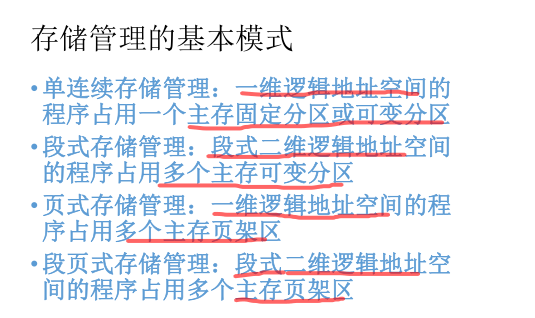 存储管理的基本模式
•单连续存储管理：一维逻辑地址空间的
程序占用一个主存固定分区或可变分区
•段式存储管理：段式二维逻辑地址空间
的程序占用多个主存可变分区
•页式存储管理：一维逻辑地址空间的程
序占用多个主存页架区
•段页式存储管理：段式二维逻辑地址空
间的程序占用多个主存页架区